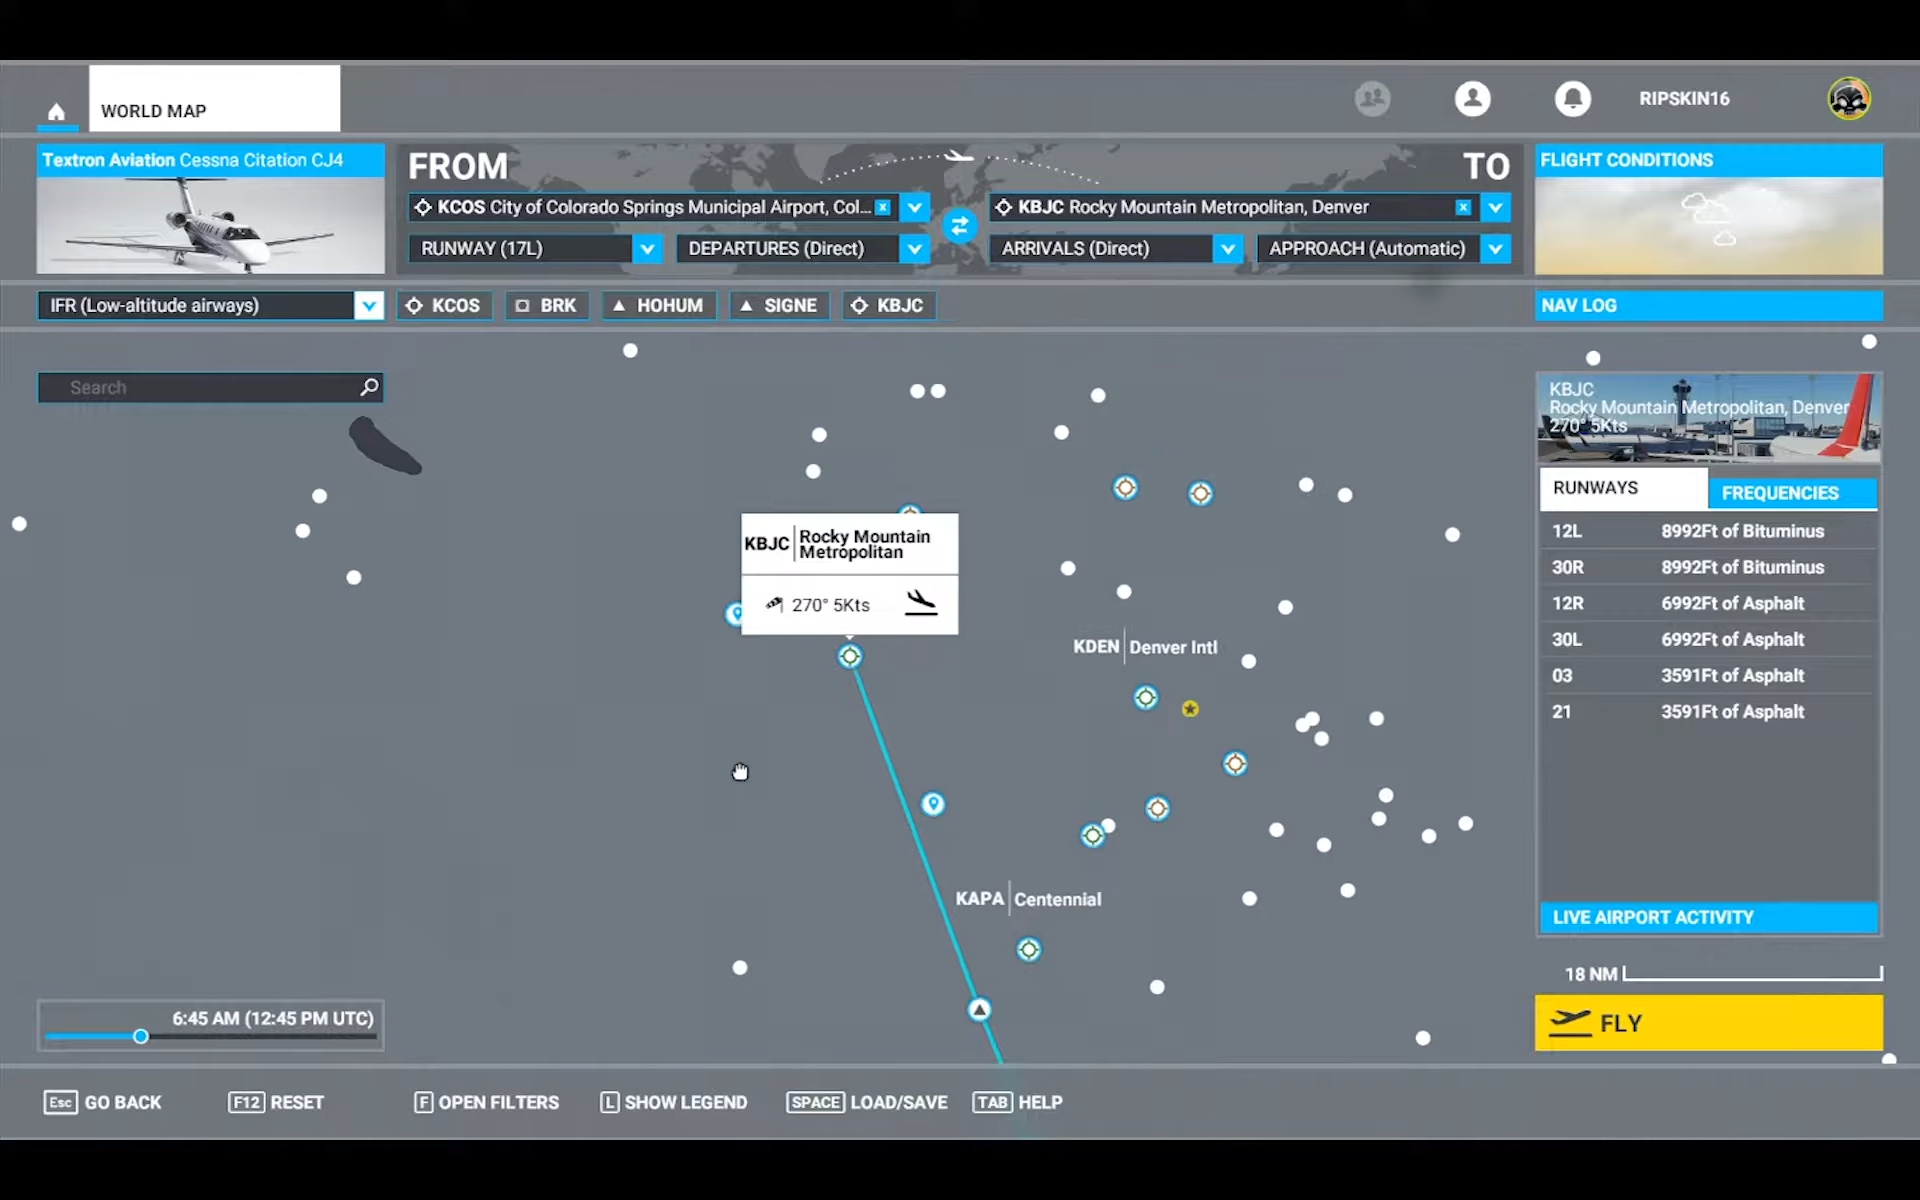 WORLD MAP
RIPSKIN16
Textron Aviation Cessna Citation CJ4
FROM
TO
KCOS City of Colorado Springs Municipal Airport, Col...
KBJC Rocky Mountain Metropolitan, Denver
RUNWAY (17L)
DEPARTURES (Direct)
ARRIVALS (Direct)
APPROACH (Automatic)
FLIGHT CONDITIONS
IFR (Low-altitude airways)
KCOS
BRK
HOHUM
SIGNE
KBJC
NAV LOG
Search
KBJC
Rocky Mountain Metropolitan, Denver
270° 5Kts
RUNWAYS
FREQUENCIES
12L 8992Ft of Bituminus
30R 8992Ft of Bituminus
12R 6992Ft of Asphalt
30L 6992Ft of Asphalt
03 3591Ft of Asphalt
21 3591Ft of Asphalt
LIVE AIRPORT ACTIVITY
KBJC Rocky Mountain
Metropolitan
270° 5Kts
KDEN Denver Intl
KAPA Centennial
18 NM
6:45 AM (12:45 PM UTC)
FLY
Esc GO BACK
F12 RESET
F OPEN FILTERS
L SHOW LEGEND
SPACE LOAD/SAVE
TAB HELP